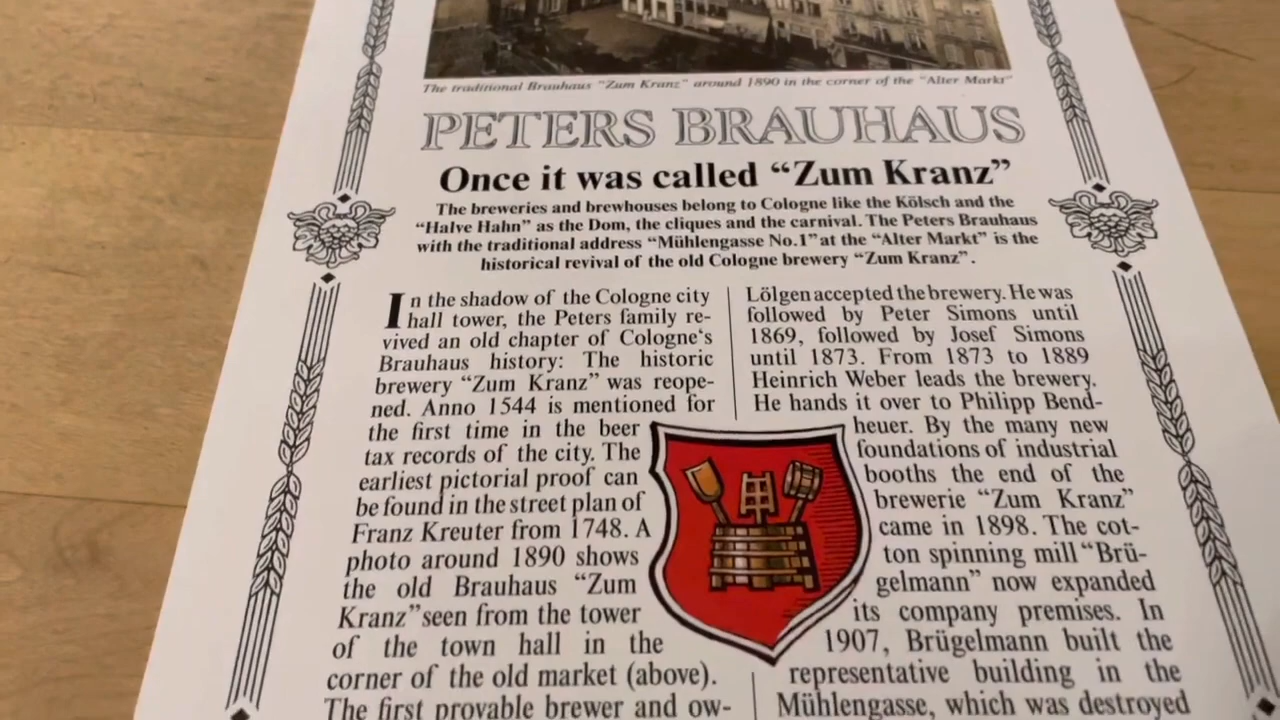 The traditional Brauhaus "Zum Kranz" around 1890 in the corner of the "Alter Markt"
PETERS BRAUHAUS
Once it was called “Zum Kranz”
The breweries and brewhouses belong to Cologne like the Kölsch and the
“Halve Hahn” as the Dom, the cliques and the carnival. The Peters Brauhaus
with the traditional address “Mühlengasse No.1”at the “Alter Markt” is the
historical revival of the old Cologne brewery “Zum Kranz”.
In the shadow of the Cologne city
hall tower, the Peters family re-
vived an old chapter of Cologne‘s
Brauhaus history: The historic
brewery “Zum Kranz” was reope-
ned. Anno 1544 is mentioned for
the first time in the beer
tax records of the city. The
earliest pictorial proof can
be found in the street plan of
Franz Kreuter from 1748. A
photo around 1890 shows
the old Brauhaus “Zum
Kranz”seen from the tower
of the town hall in the
corner of the old market (above).
The first provable brewer and ow-
Lölgen accepted the brewery. He was
followed by Peter Simons until
1869, followed by Josef Simons
until 1873. From 1873 to 1889
Heinrich Weber leads the brewery.
He hands it over to Philipp Bend-
heuer. By the many new
foundations of industrial
booths the end of the
brewerie “Zum Kranz”
came in 1898. The cot-
ton spinning mill “Brü-
gelmann” now expanded
its company premises. In
1907, Brügelmann built the
representative building in the
Mühlengasse, which was destroyed